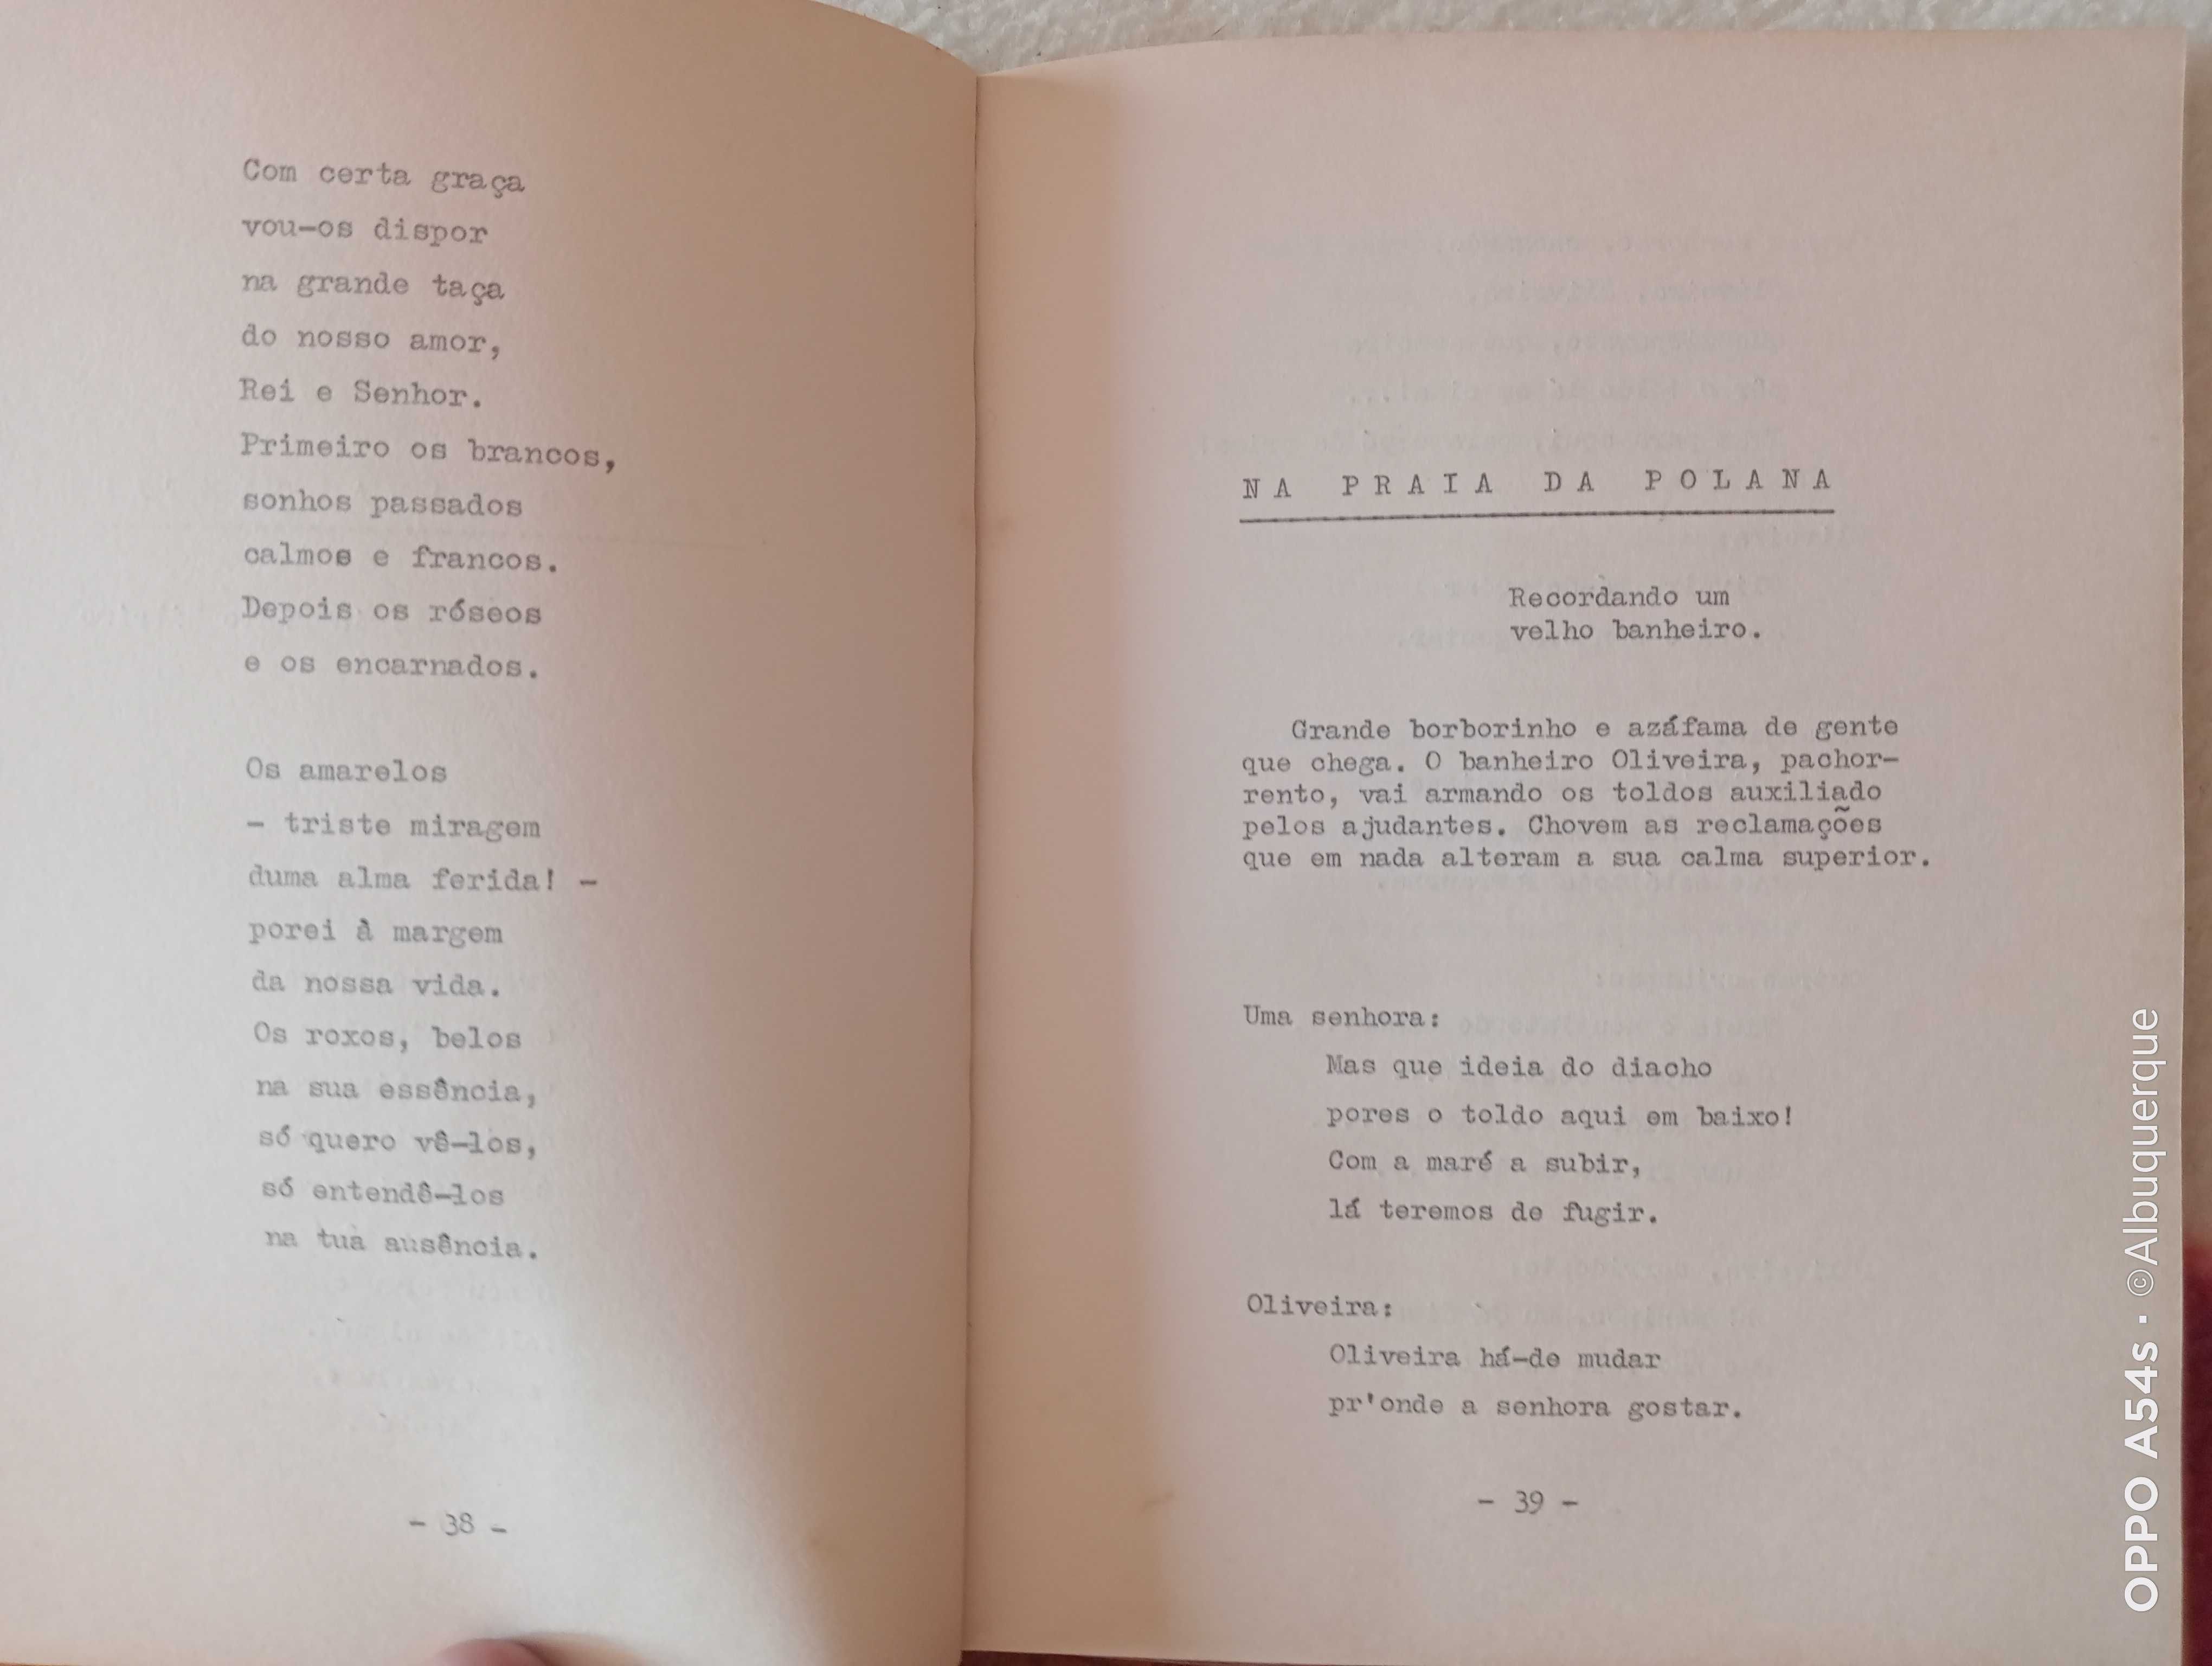 Com certa graça
vou-os dispor
na grande taça
do nosso amor,
Rei e Senhor.
Primeiro os brancos,
sonhos passados
calmos e francos.
Depois os róseos
e os encarnados.
Os amarelos
- triste miragem
duma alma ferida! -
porei à margem
da nossa vida.
Os roxos, belos
na sua essência,
só quero vê-los,
só entendê-los
na tua ausência.
- 38 -
NA PRAIA DA POLANA
Recordando um
velho banheiro.
Grande borborinho e azáfama de gente
que chega. O banheiro Oliveira, pachor-
rento, vai armando os toldos auxiliado
pelos ajudantes. Chovem as reclamações
que em nada alteram a sua calma superior.
Uma senhora:
Mas que ideia do diacho
pores o toldo aqui em baixo!
Com a maré a subir,
lá teremos de fugir.
Oliveira:
Oliveira há-de mudar
pr'onde a senhora gostar.
- 39 -
OPPO A54s · ©Albuquerque